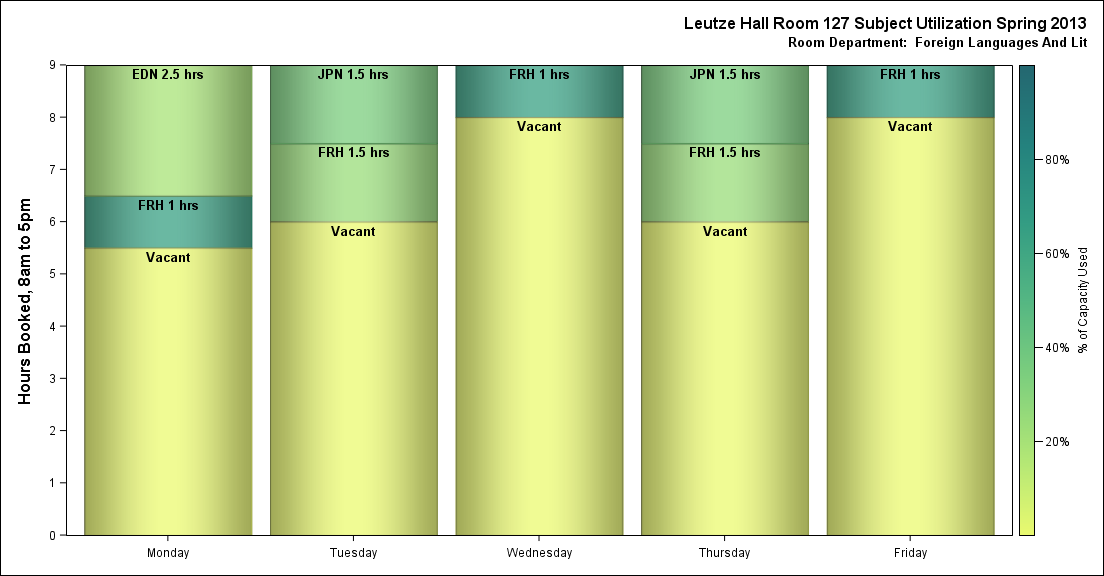 Leutze Hall Room 127 Subject Utilization Spring 2013
Room Department:  Foreign Languages And Lit
Hours Booked, 8am to 5pm
9
8
7
6
5
4
3
2
1
0
EDN 2.5 hrs
FRH 1 hrs
Vacant
Monday
JPN 1.5 hrs
FRH 1.5 hrs
Vacant
Tuesday
FRH 1 hrs
Vacant
Wednesday
JPN 1.5 hrs
FRH 1.5 hrs
Vacant
Thursday
FRH 1 hrs
Vacant
Friday
80%
60%
40%
20%
% of Capacity Used